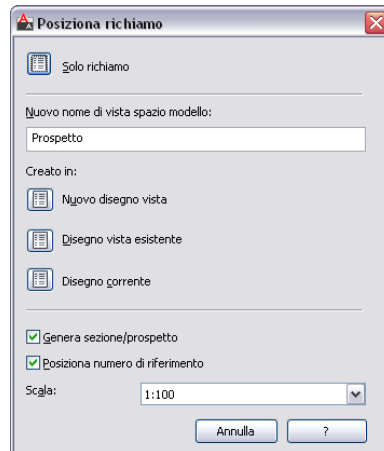 Posiziona richiamo
Solo richiamo
Nuovo nome di vista spazio modello:
Prospetto
Creato in:
Nuovo disegno vista
Disegno vista esistente
Disegno corrente
Genera sezione/prospetto
Posiziona numero di riferimento
Scala:
1:100
Annulla
?